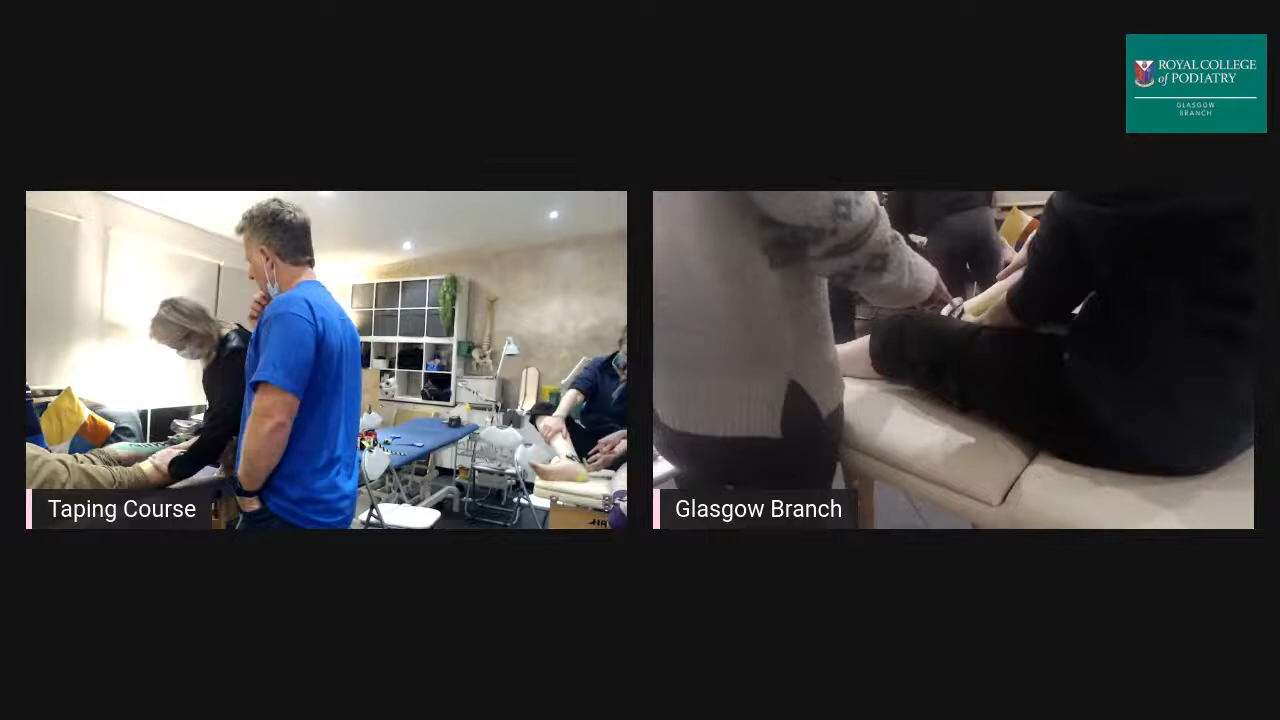 ROYAL COLLEGE
of PODIATRY
GLASGOW
BRANCH
Taping Course
Glasgow Branch